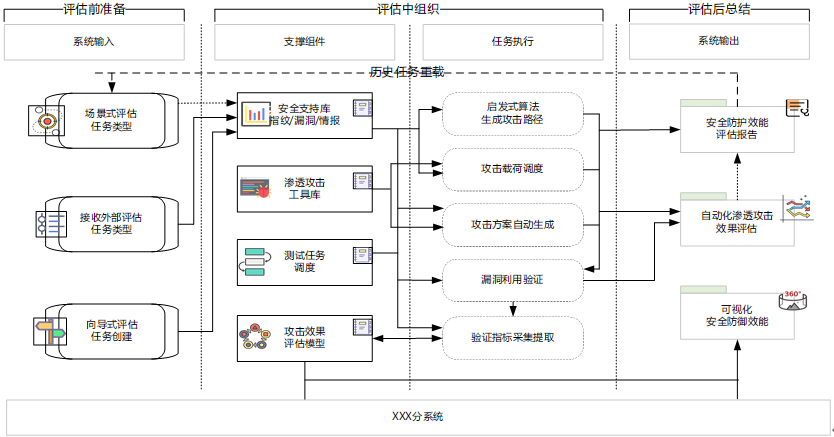 评估前准备
评估中组织
评估后总结
系统输入
支撑组件
任务执行
系统输出
历史任务重载
场景式评估
任务类型
接收外部评估
任务类型
向导式评估
任务创建
安全支持库
指纹/漏洞/情报
渗透攻击
工具库
测试任务
调度
攻击效果
评估模型
启发式算法
生成攻击路径
攻击载荷调度
攻击方案自动生成
漏洞利用验证
验证指标采集提取
安全防护效能
评估报告
自动化渗透攻击
效果评估
360°
可视化
安全防御效能
XXX分系统